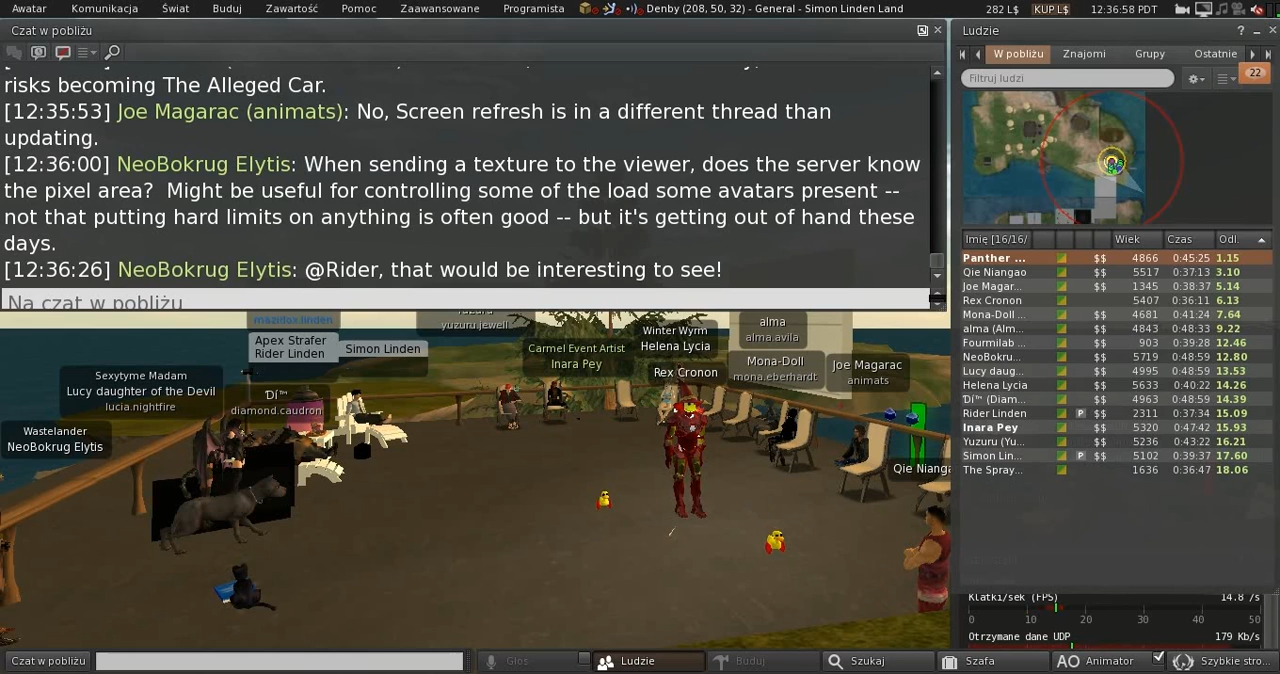 Awatar Komunikacja Świat Buduj Zawartość Pomoc Zaawansowane Programista Denby (208, 50, 32) - General - Simon Linden Land 282 L$ KUP L$ 12:36:58 PDT
Czat w pobliżu
risks becoming The Alleged Car.
[12:35:53] Joe Magarac (animats): No, Screen refresh is in a different thread than
updating.
[12:36:00] NeoBokrug Elytis: When sending a texture to the viewer, does the server know
the pixel area?  Might be useful for controlling some of the load some avatars present --
not that putting hard limits on anything is often good -- but it's getting out of hand these
days.
[12:36:26] NeoBokrug Elytis: @Rider, that would be interesting to see!
Na czat w pobliżu
mazidox.linden
Apex Strafer
Rider Linden
Simon Linden
yuzuru.jewell
Carmel Event Artist
Inara Pey
Winter Wyrm
Helena Lycia
Rex Cronon
alma
alma.avila
Mona-Doll
mona.eberhardt
Joe Magarac
animats
Sexytyme Madam
Lucy daughter of the Devil
lucia.nightfire
Ɗí™
diamond.caudron
Wastelander
NeoBokrug Elytis
Qie Nianga
Ludzie
? _ ×
W pobliżu Znajomi Grupy Ostatnie
Filtruj ludzi
22
Imię [16/16/ Wiek Czas Odl.
Panther ... $$ 4866 0:45:25 1.15
Qie Niangao $$ 5517 0:37:13 3.10
Joe Magar... $$ 1345 0:38:37 5.14
Rex Cronon 5407 0:36:11 6.13
Mona-Doll ... $$ 4681 0:41:24 7.64
alma (Alm... $$ 4843 0:48:33 9.22
Fourmilab ... $$ 903 0:39:28 12.46
NeoBokru... $$ 5719 0:48:59 12.80
Lucy daug... $$ 4995 0:48:59 13.53
Helena Lycia $$ 5633 0:40:22 14.26
Ɗí™ (Diam... $$ 4963 0:48:59 14.39
Rider Linden P $$ 2311 0:37:34 15.09
Inara Pey $$ 5320 0:47:42 15.93
Yuzuru (Yu... $$ 5236 0:43:22 16.21
Simon Lin... P $$ 5102 0:39:37 17.60
The Spray... 1636 0:36:47 18.06
Klatki/sek (FPS) 14.8 /s
0 10 20 30 40 50
Otrzymane dane UDP 179 Kb/s
Czat w pobliżu Głos Ludzie Buduj Szukaj Szafa AO Animator Szybkie stro...